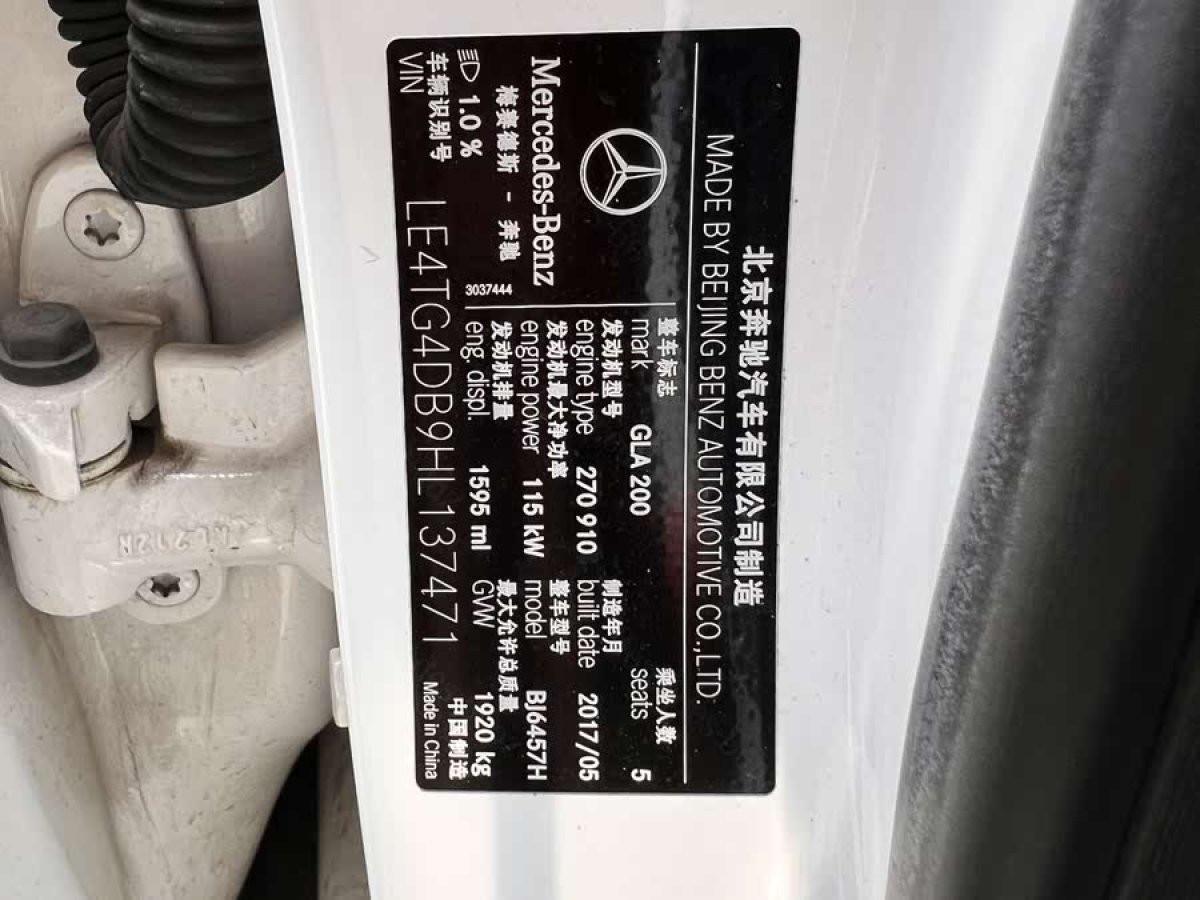 北京奔驰汽车有限公司制造
MADE BY BEIJING BENZ AUTOMOTIVE CO.,LTD.
Mercedes-Benz
梅赛德斯 - 奔驰
1.0 %
3037444
整车标志
mark GLA 200
乘坐人数
seats 5
发动机型号
engine type 270 910
制造年月
built date 2017/05
发动机最大净功率
engine power 115 kW
整车型号
model BJ6457H
发动机排量
eng. displ. 1595 ml
最大允许总质量
GVW 1920 kg
车辆识别号
VIN LE4TG4DB9HL137471
中国制造
Made in China